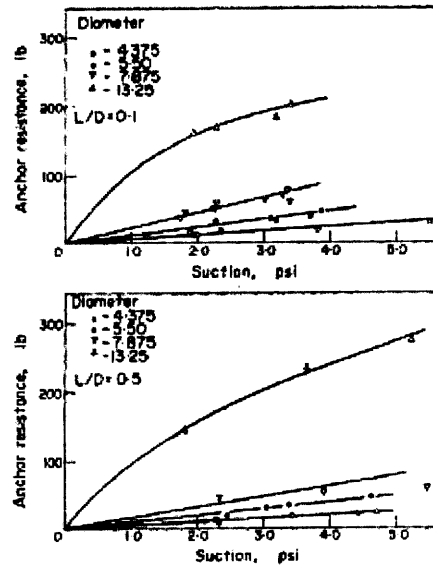 Anchor resistance, lb
300
200
100
0
Diameter
- 4.375
- 5.50
- 7.875
- 13.25
L/D=0.1
1.0 2.0 3.0 4.0 5.0
Suction, psi
Anchor resistance, lb
300
200
100
0
Diameter
- 4.375
- 5.50
- 7.875
- 13.25
L/D=0.5
1.0 2.0 3.0 4.0 5.0
Suction, psi